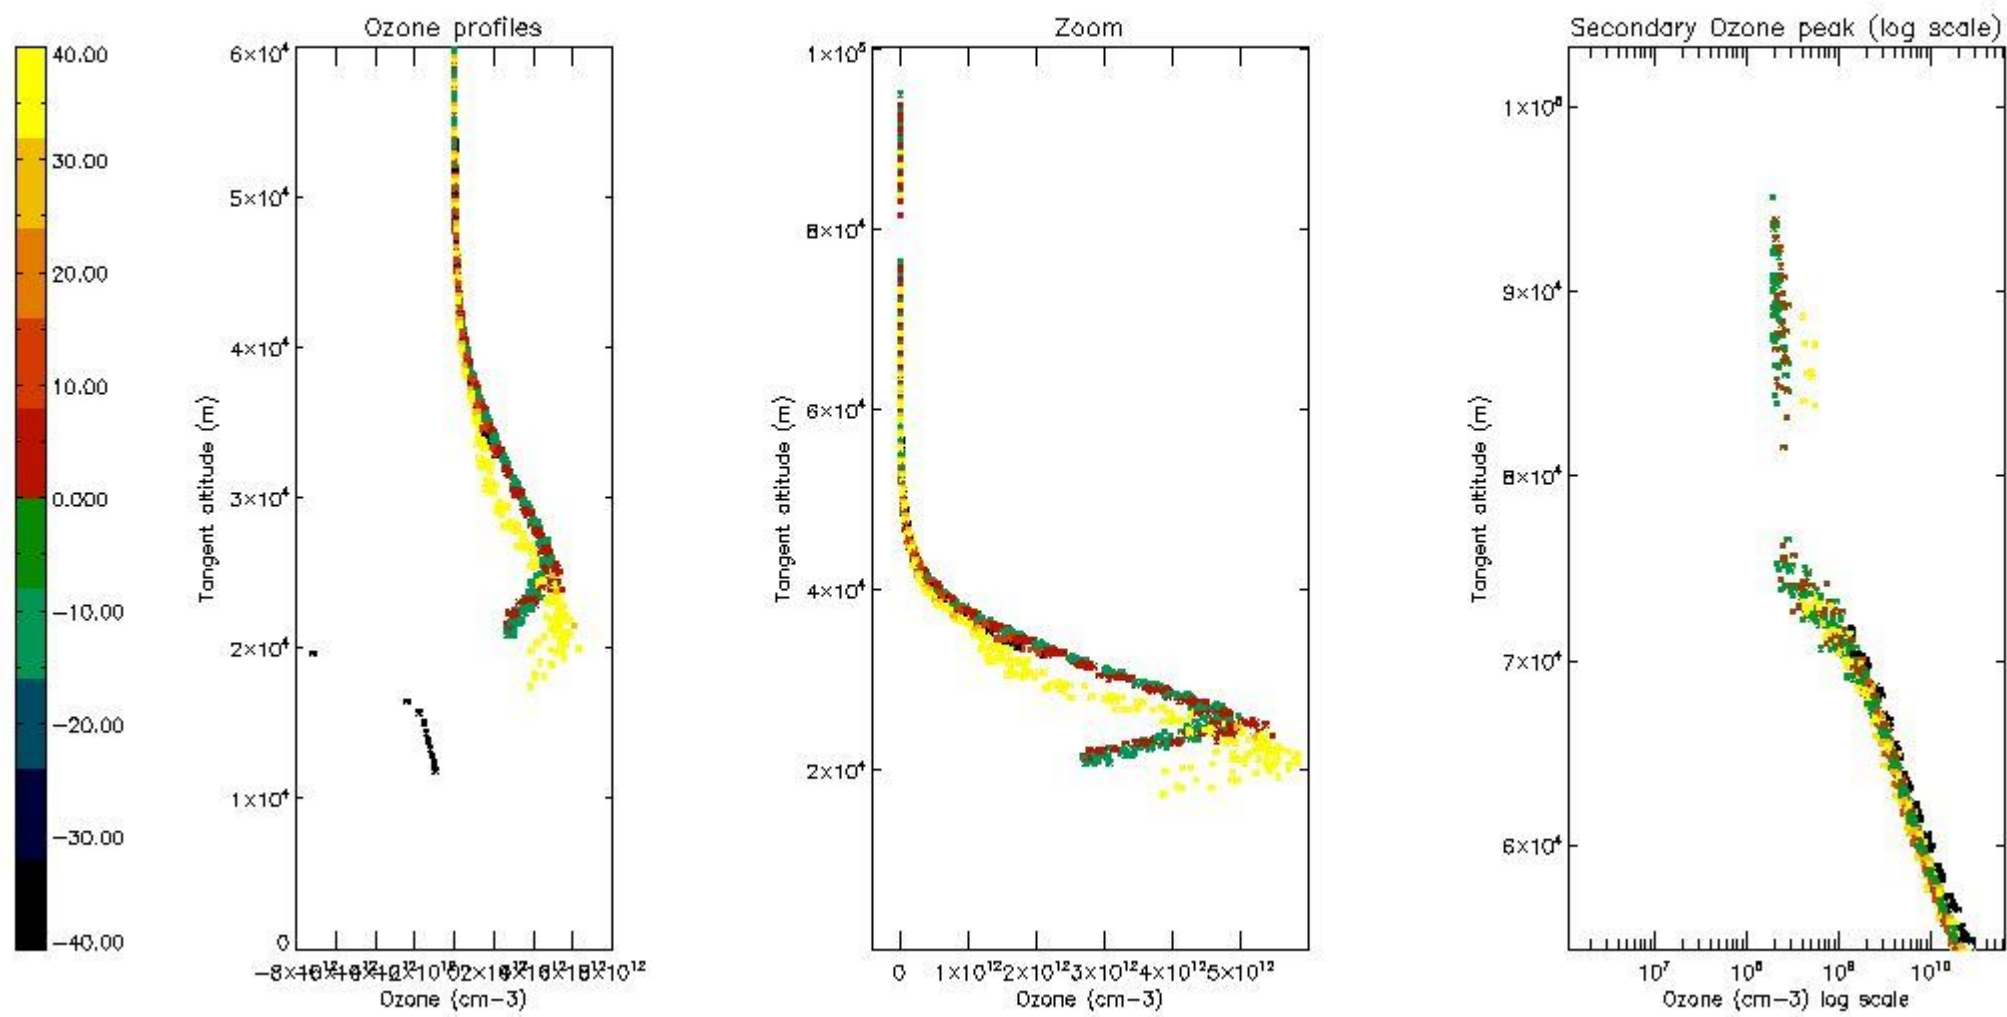 Ozone profiles
Zoom
Secondary Ozone peak (log scale)
40.00
30.00
20.00
10.00
0.000
−10.00
−20.00
−30.00
−40.00
Tangent altitude (m)
6×10⁴
5×10⁴
4×10⁴
3×10⁴
2×10⁴
1×10⁴
0
Ozone (cm−3)
Tangent altitude (m)
1×10⁵
8×10⁴
6×10⁴
4×10⁴
2×10⁴
0 1×10¹² 2×10¹² 3×10¹² 4×10¹² 5×10¹²
Ozone (cm−3)
Tangent altitude (m)
9×10⁴
8×10⁴
7×10⁴
6×10⁴
10⁷ 10⁸ 10⁹ 10¹⁰
Ozone (cm−3) log scale